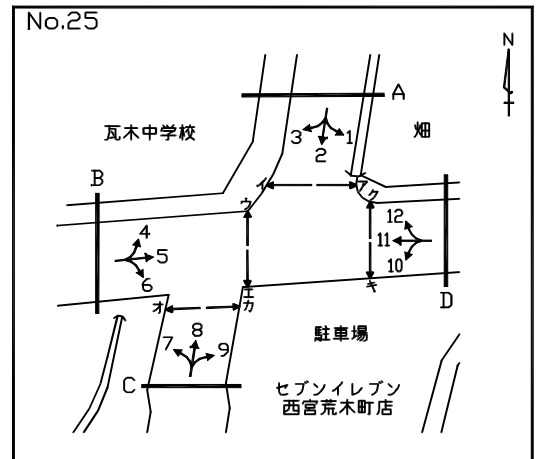 No.25
N
A
瓦木中学校
3
2
1
畑
B
イ
ア
ク
ウ
4
5
6
12
11
10
エ
キ
D
オ
カ
7
8
9
駐車場
C
セブンイレブン
西宮荒木町店